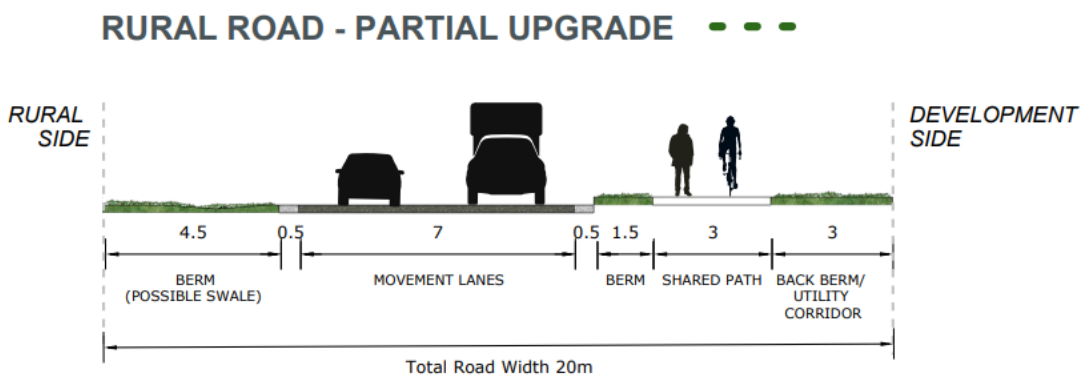 RURAL ROAD - PARTIAL UPGRADE
RURAL
SIDE
DEVELOPMENT
SIDE
4.5
0.5
7
0.5
1.5
3
3
BERM
(POSSIBLE SWALE)
MOVEMENT LANES
BERM
SHARED PATH
BACK BERM/
UTILITY
CORRIDOR
Total Road Width 20m